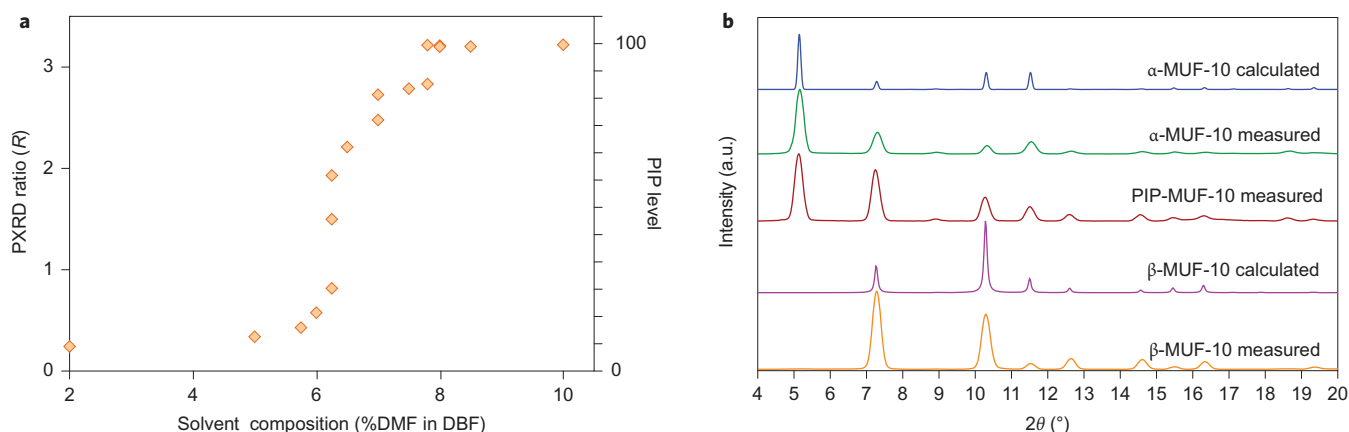 a
PXRD ratio (R)
3
2
1
0
2
4
6
8
10
Solvent composition (%DMF in DBF)
100
0
PIP level
b
Intensity (a.u.)
α-MUF-10 calculated
α-MUF-10 measured
PIP-MUF-10 measured
β-MUF-10 calculated
β-MUF-10 measured
4 5 6 7 8 9 10 11 12 13 14 15 16 17 18 19 20
2θ (°)